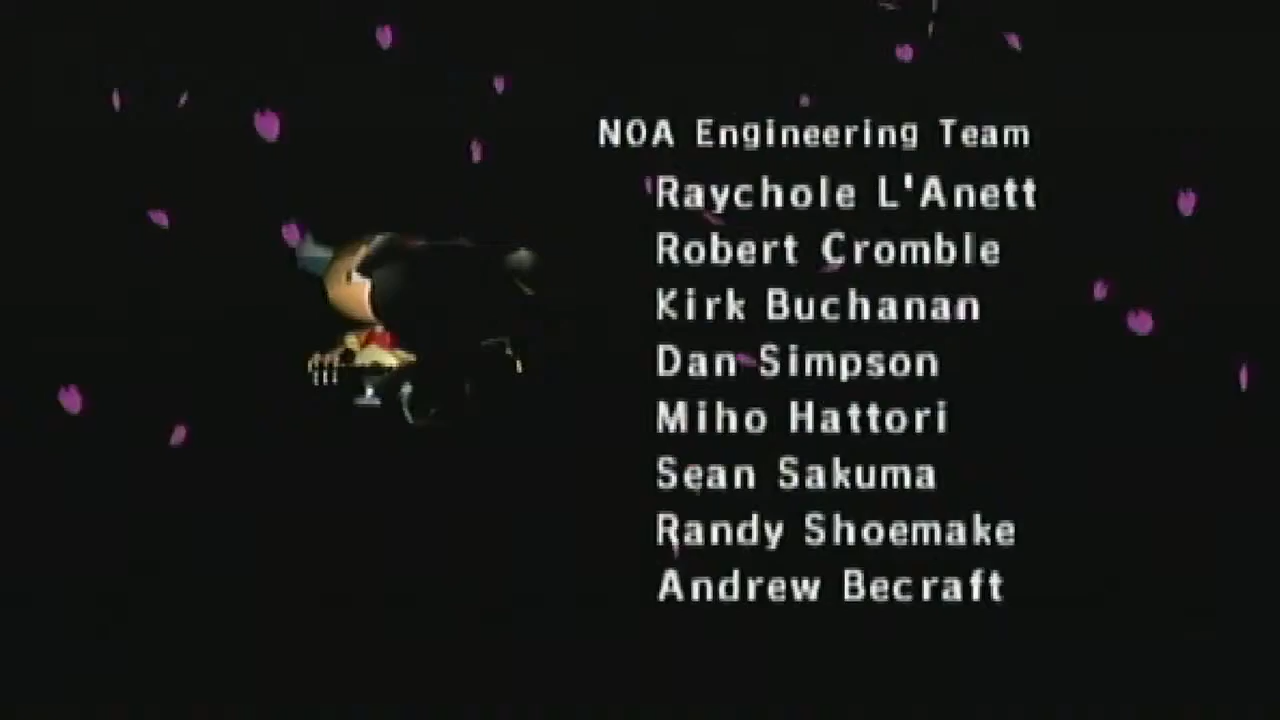 NOA Engineering Team
Raychole L'Anett
Robert Cromble
Kirk Buchanan
Dan Simpson
Miho Hattori
Sean Sakuma
Randy Shoemake
Andrew Becraft